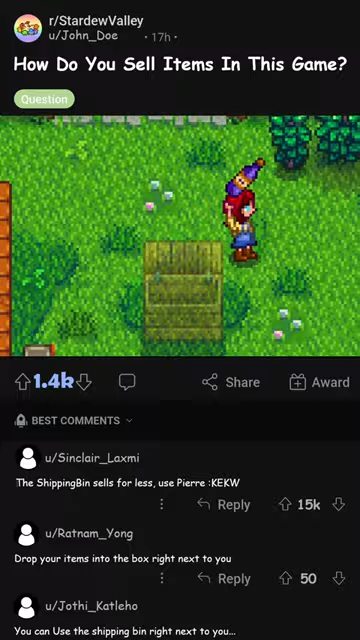 r/StardewValley
u/John_Doe · 17h ·
How Do You Sell Items In This Game?
Question
1.4k
Share
Award
BEST COMMENTS
u/Sinclair_Laxmi
The ShippingBin sells for less, use Pierre :KEKW
Reply
15k
u/Ratnam_Yong
Drop your items into the box right next to you
Reply
50
u/Jothi_Katleho
You can Use the shipping bin right next to you...